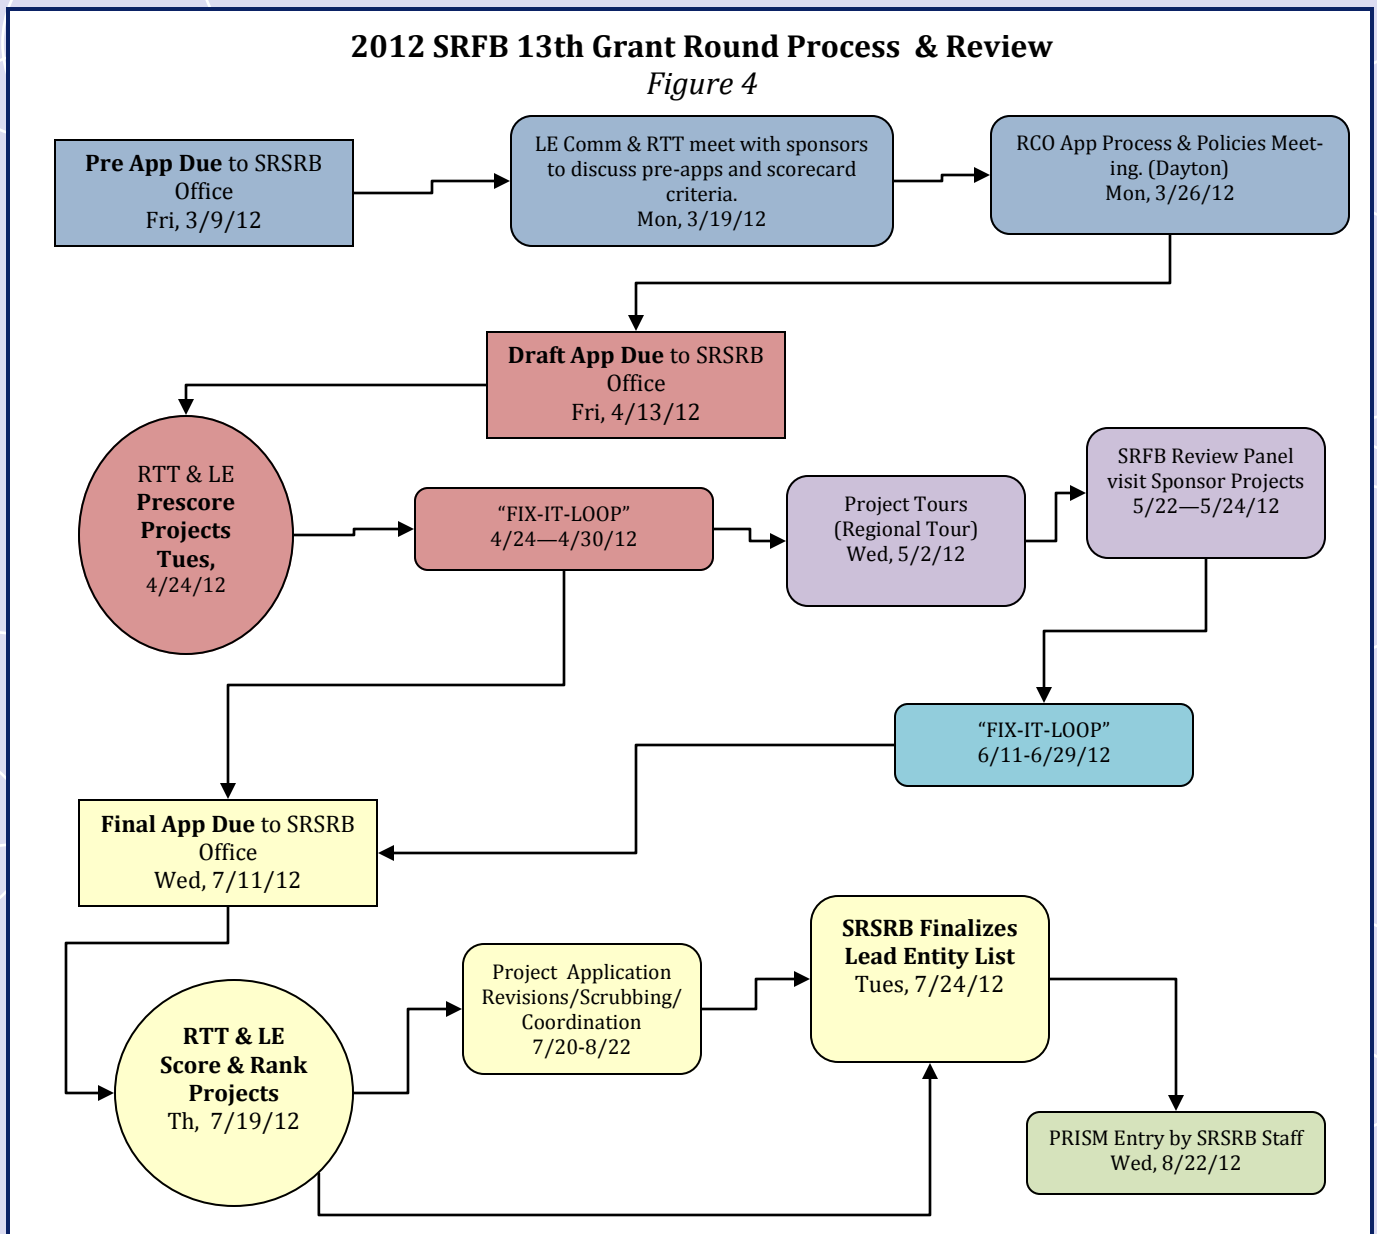 2012 SRFB 13th Grant Round Process & Review
Figure 4
Pre App Due to SRSRB
Office
Fri, 3/9/12
LE Comm & RTT meet with sponsors
to discuss pre-apps and scorecard
criteria.
Mon, 3/19/12
RCO App Process & Policies Meet-
ing. (Dayton)
Mon, 3/26/12
Draft App Due to SRSRB
Office
Fri, 4/13/12
RTT & LE
Prescore
Projects
Tues,
4/24/12
“FIX-IT-LOOP”
4/24—4/30/12
Project Tours
(Regional Tour)
Wed, 5/2/12
SRFB Review Panel
visit Sponsor Projects
5/22—5/24/12
“FIX-IT-LOOP”
6/11-6/29/12
Final App Due to SRSRB
Office
Wed, 7/11/12
RTT & LE
Score & Rank
Projects
Th, 7/19/12
Project Application
Revisions/Scrubbing/
Coordination
7/20-8/22
SRSRB Finalizes
Lead Entity List
Tues, 7/24/12
PRISM Entry by SRSRB Staff
Wed, 8/22/12